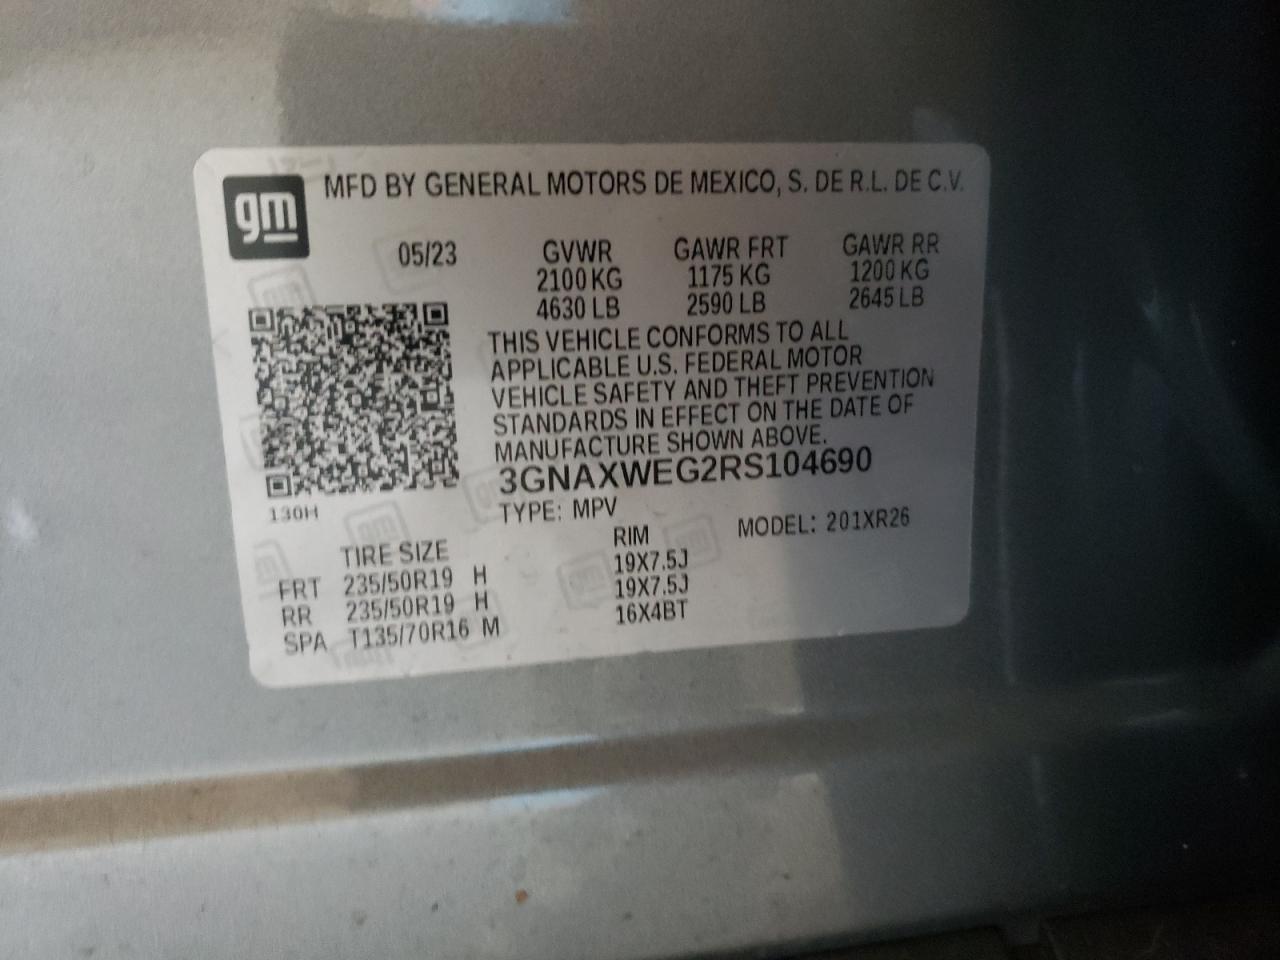 gm
MFD BY GENERAL MOTORS DE MEXICO, S. DE R.L. DE C.V.
05/23 GVWR GAWR FRT GAWR RR
2100 KG 1175 KG 1200 KG
4630 LB 2590 LB 2645 LB
THIS VEHICLE CONFORMS TO ALL
APPLICABLE U.S. FEDERAL MOTOR
VEHICLE SAFETY AND THEFT PREVENTION
STANDARDS IN EFFECT ON THE DATE OF
MANUFACTURE SHOWN ABOVE.
3GNAXWEG2RS104690
130H
TYPE: MPV MODEL: 201XR26
TIRE SIZE RIM
FRT 235/50R19 H 19X7.5J
RR 235/50R19 H 19X7.5J
SPA T135/70R16 M 16X4BT